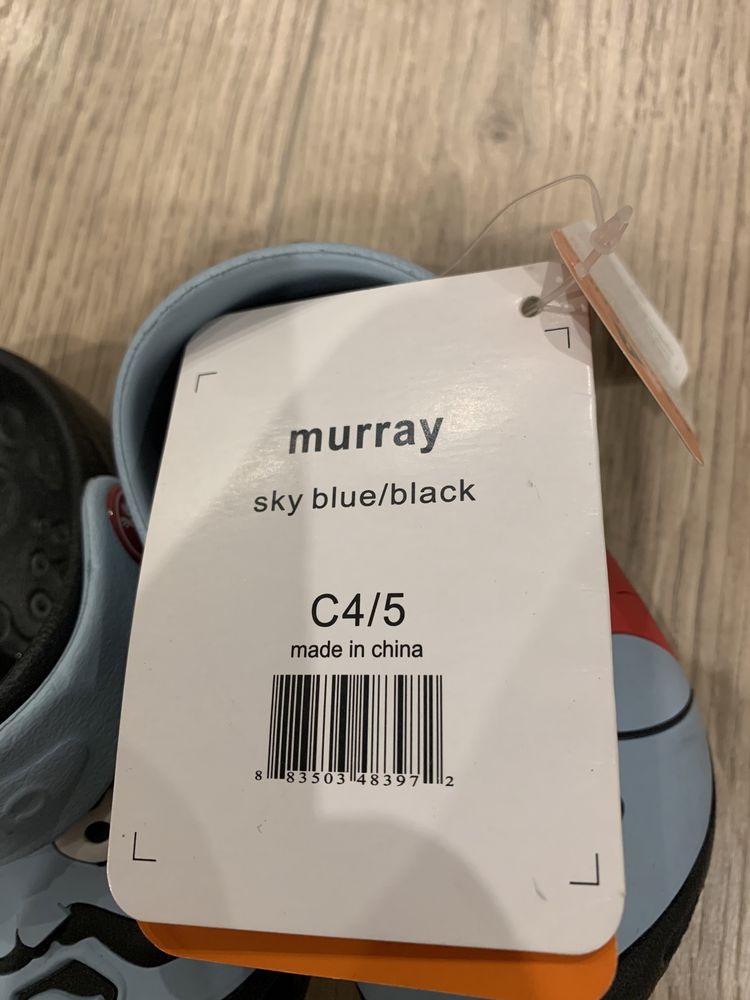 murray
sky blue/black
C4/5
made in china
8 83503 48397 2